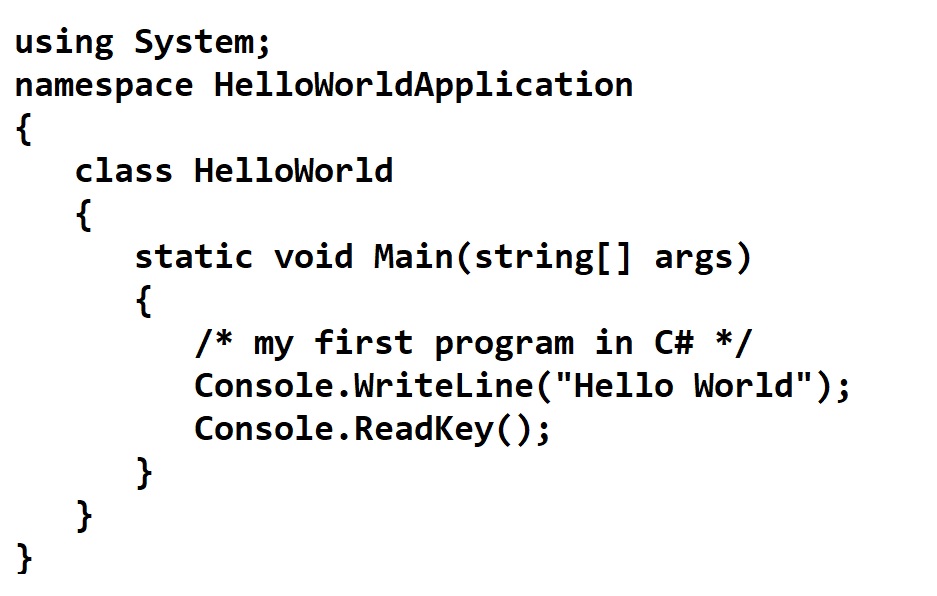 using System;
namespace HelloWorldApplication
{
   class HelloWorld
   {
      static void Main(string[] args)
      {
         /* my first program in C# */
         Console.WriteLine("Hello World");
         Console.ReadKey();
      }
   }
}